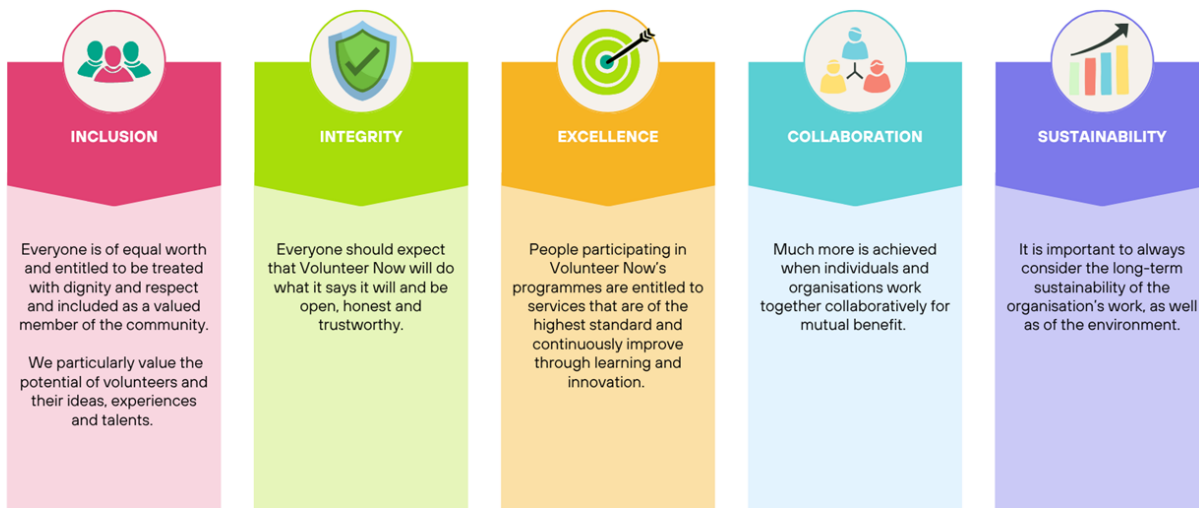 INCLUSION
Everyone is of equal worth
and entitled to be treated
with dignity and respect
and included as a valued
member of the community.
We particularly value the
potential of volunteers and
their ideas, experiences
and talents.
INTEGRITY
Everyone should expect
that Volunteer Now will do
what it says it will and be
open, honest and
trustworthy.
EXCELLENCE
People participating in
Volunteer Now's
programmes are entitled to
services that are of the
highest standard and
continuously improve
through learning and
innovation.
COLLABORATION
Much more is achieved
when individuals and
organisations work
together collaboratively for
mutual benefit.
SUSTAINABILITY
It is important to always
consider the long-term
sustainability of the
organisation's work, as well
as of the environment.